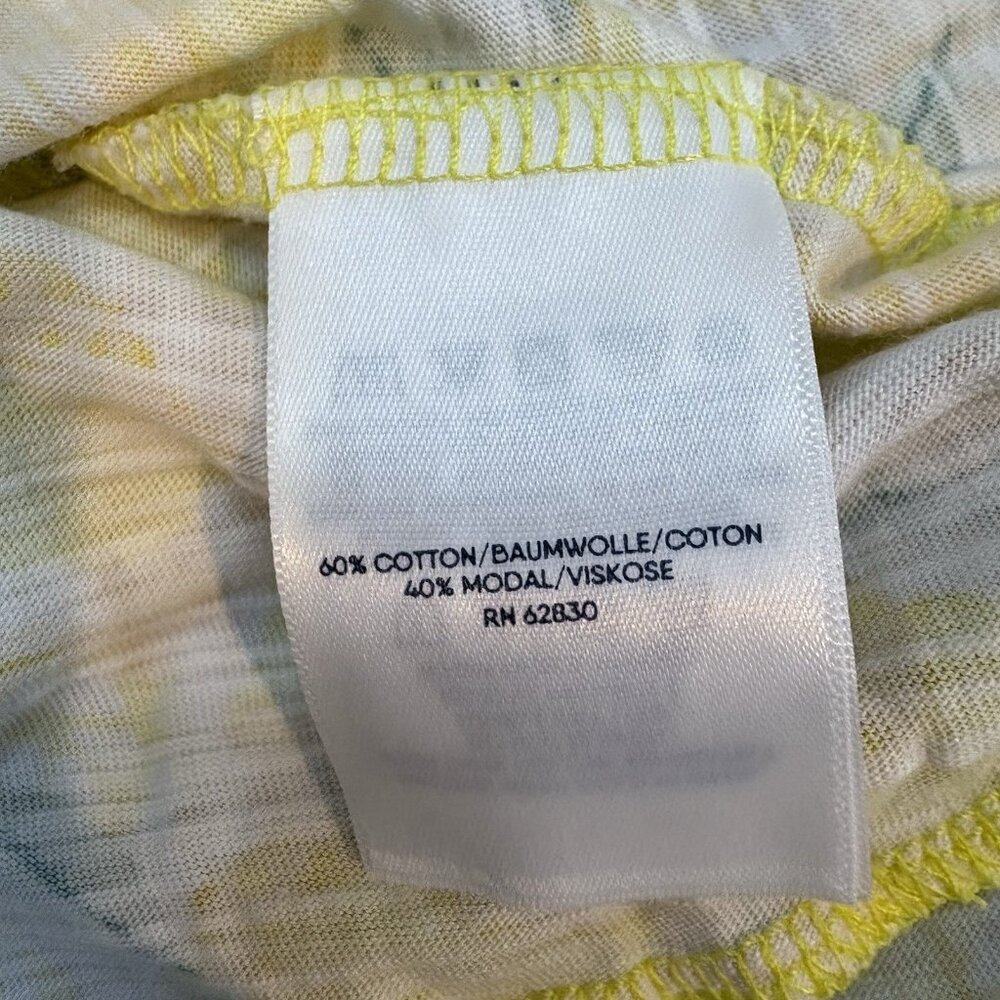 60% COTTON/BAUMWOLLE/COTON
40% MODAL/VISKOSE
RN 62830